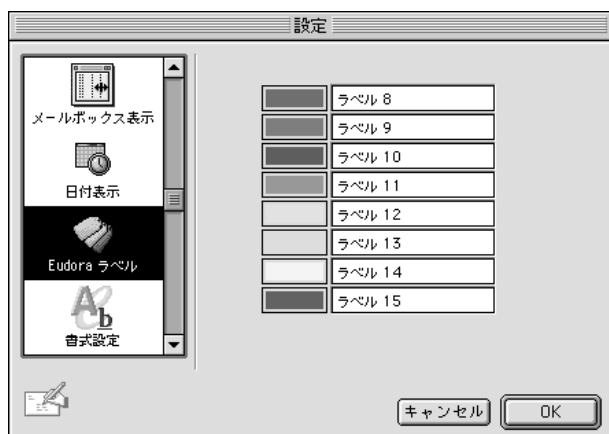 設定
メールボックス表示
日付表示
Eudora ラベル
書式設定
ラベル 8
ラベル 9
ラベル 10
ラベル 11
ラベル 12
ラベル 13
ラベル 14
ラベル 15
キャンセル
OK